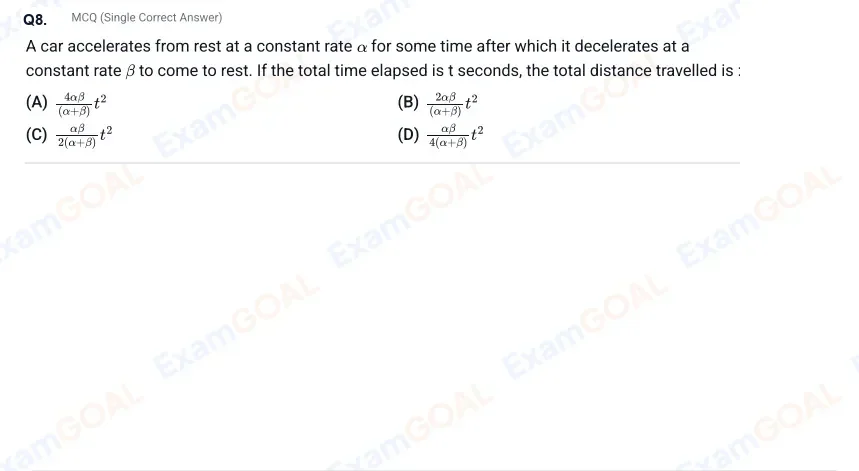 Q8. MCQ (Single Correct Answer)
A car accelerates from rest at a constant rate α for some time after which it decelerates at a
constant rate β to come to rest. If the total time elapsed is t seconds, the total distance travelled is :
(A) 4αβ/(α+β) t² (B) 2αβ/(α+β) t²
(C) αβ/2(α+β) t² (D) αβ/4(α+β) t²
ExamGOAL